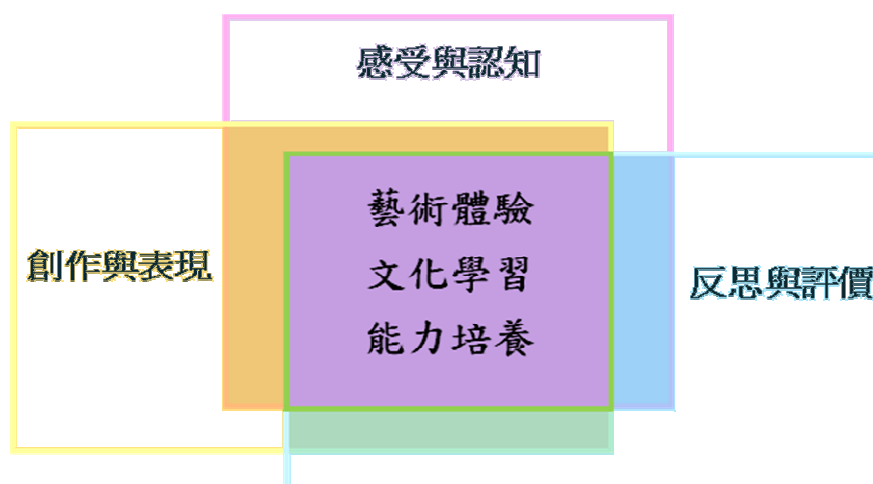 感受與認知
藝術體驗
文化學習
能力培養
創作與表現
反思與評價